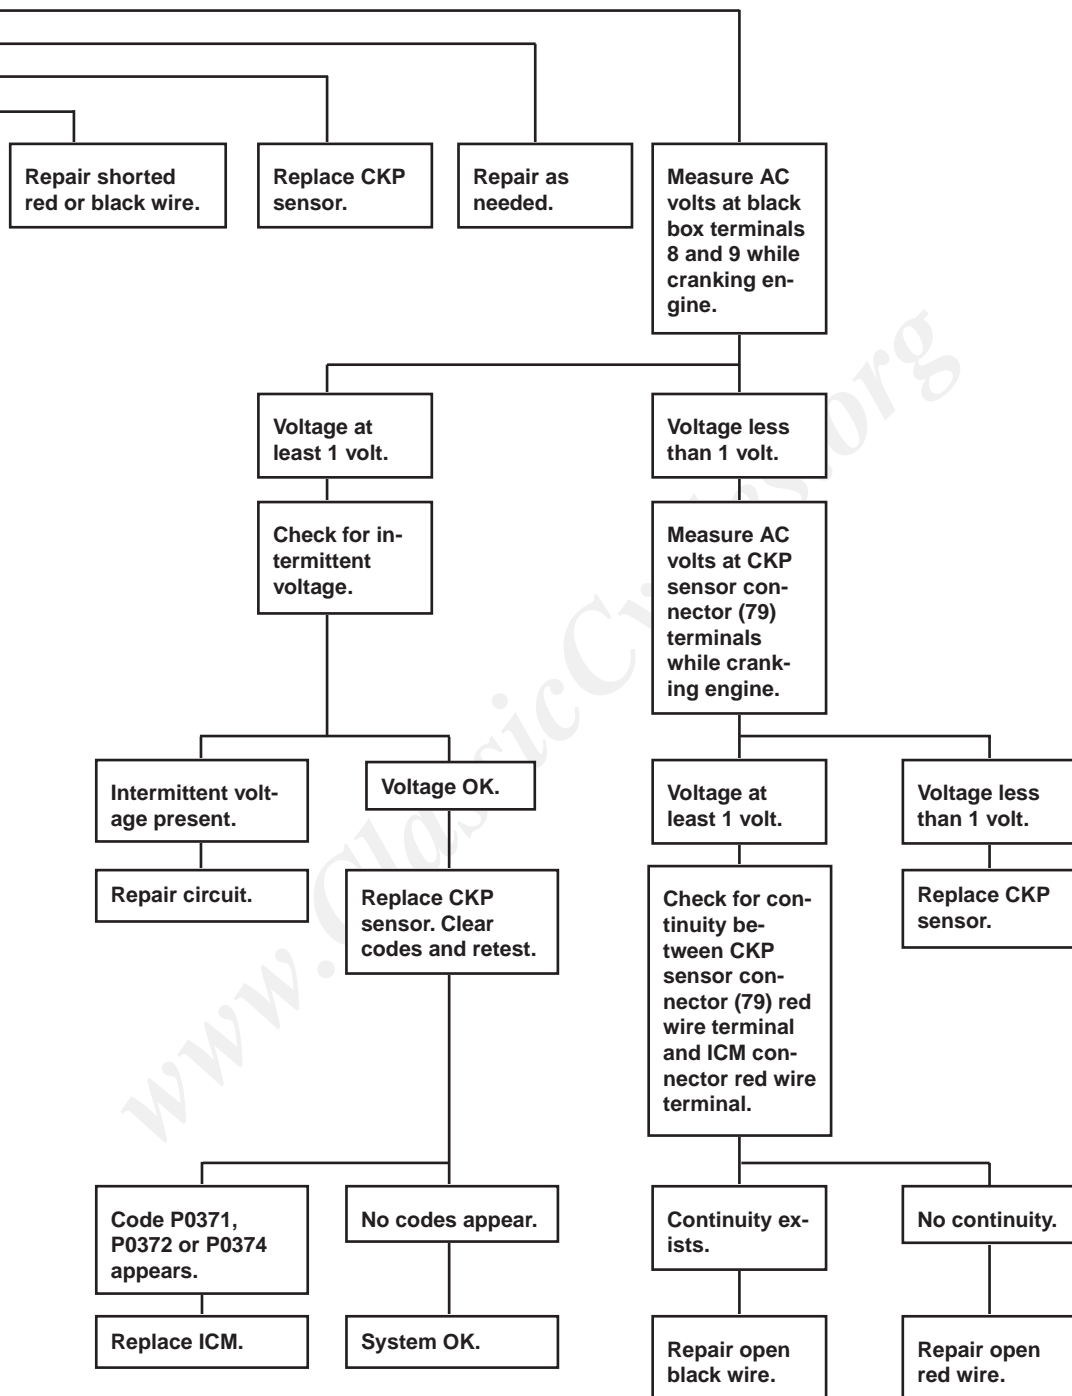 Repair shorted
red or black wire.
Replace CKP
sensor.
Repair as
needed.
Measure AC
volts at black
box terminals
8 and 9 while
cranking en-
gine.
Voltage at
least 1 volt.
Voltage less
than 1 volt.
Check for in-
termittent
voltage.
Measure AC
volts at CKP
sensor con-
nector (79)
terminals
while crank-
ing engine.
Intermittent volt-
age present.
Voltage OK.
Voltage at
least 1 volt.
Voltage less
than 1 volt.
Repair circuit.
Replace CKP
sensor. Clear
codes and retest.
Check for con-
tinuity be-
tween CKP
sensor con-
nector (79) red
wire terminal
and ICM con-
nector red wire
terminal.
Replace CKP
sensor.
Code P0371,
P0372 or P0374
appears.
No codes appear.
Continuity ex-
ists.
No continuity.
Replace ICM.
System OK.
Repair open
black wire.
Repair open
red wire.